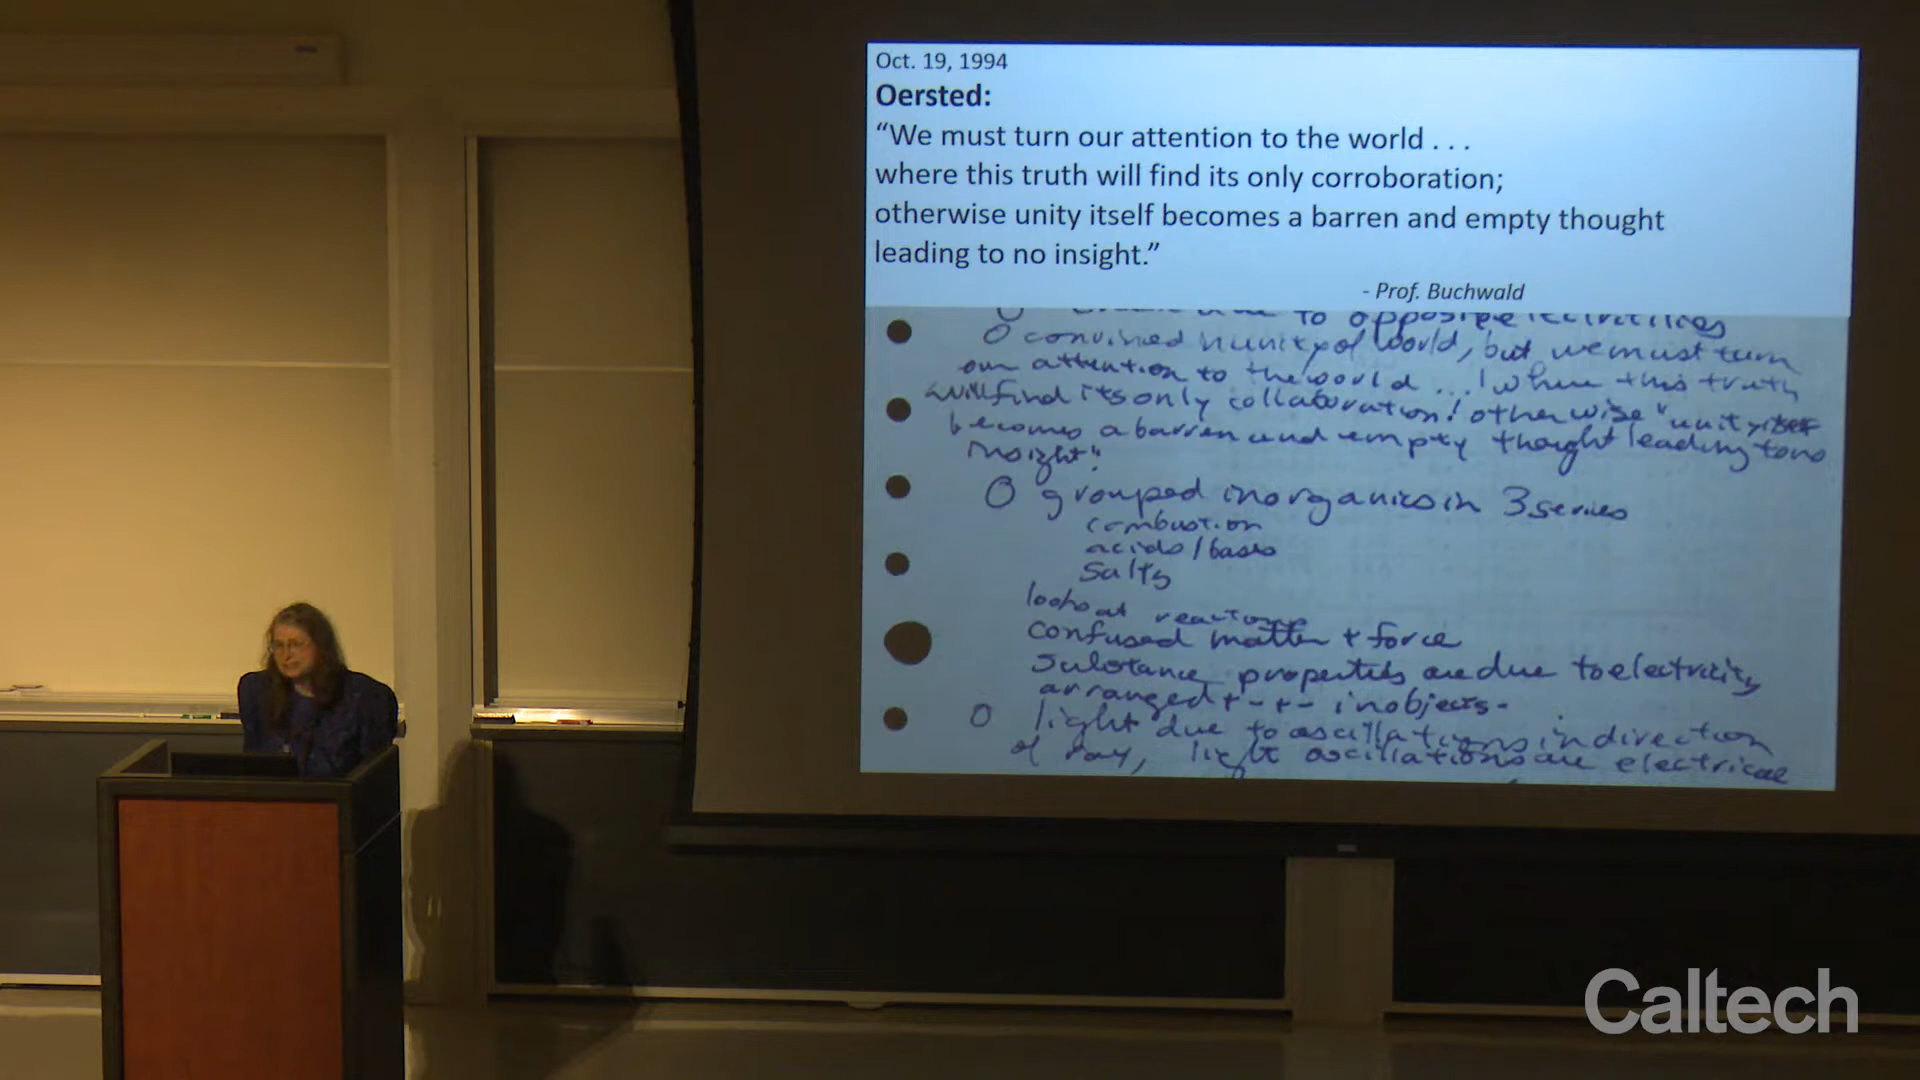 Oct. 19, 1994
Oersted:
“We must turn our attention to the world . . .
where this truth will find its only corroboration;
otherwise unity itself becomes a barren and empty thought
leading to no insight.”
- Prof. Buchwald
to opposite
O convinced unity of world, but we must turn
our attention to the world ... where this truth
will find its only collaboration! otherwise "unity itself
becomes a barren and empty thought leading to no
insight".
O grouped inorganics in 3 series
combustion
acids/bases
salts
look at reactions
confused matter + force
substance properties are due to electricity
arranged + - + - in objects.
O light due to oscillations in direction
of ray, light oscillations are electrical
Caltech